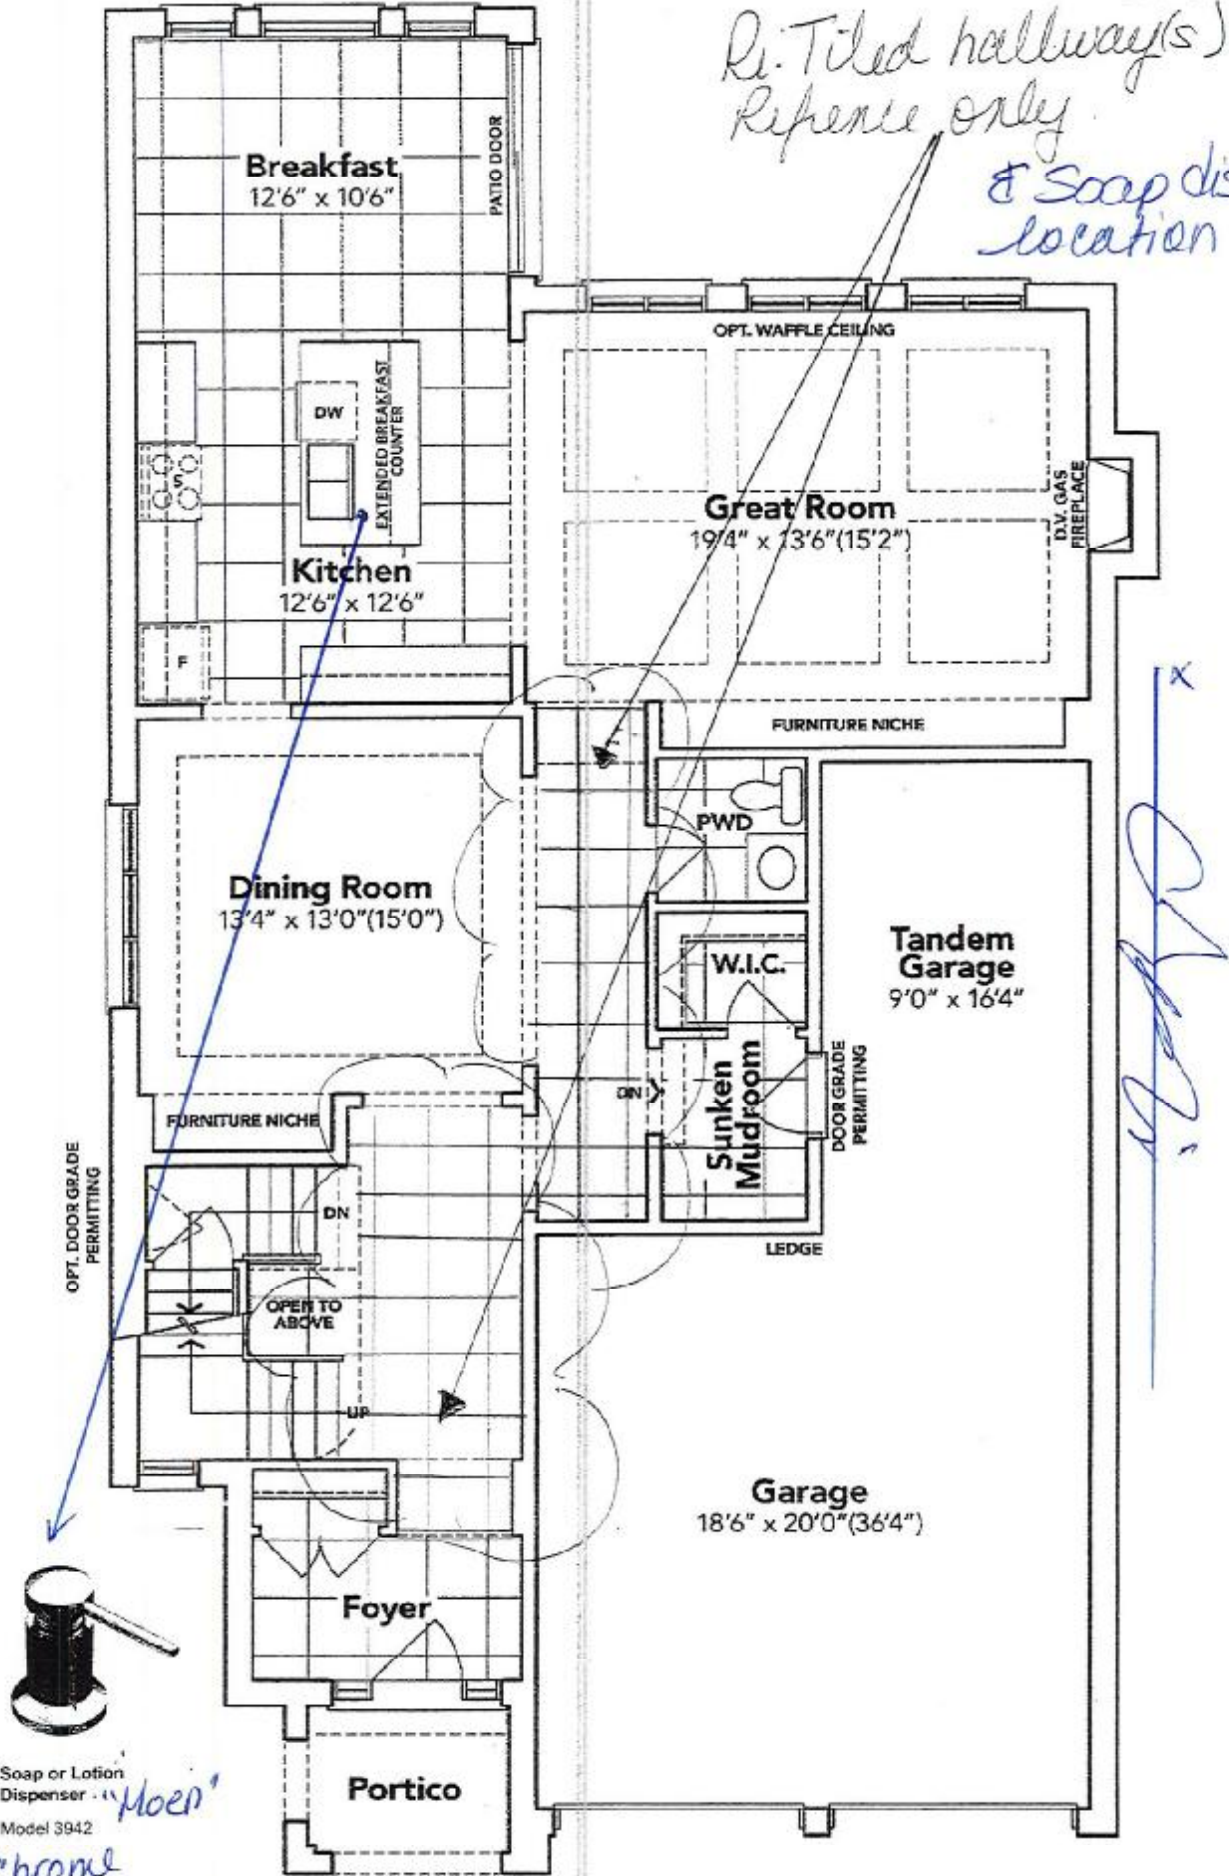 Re: Tiled hallway(s)
Refrence only.
& Soap dis
location
Breakfast
12'6" x 10'6"
PATIO DOOR
OPT. WAFFLE CEILING
DW
EXTENDED BREAKFAST
COUNTER
S
Great Room
19'4" x 13'6"(15'2")
D.V. GAS
FIREPLACE
Kitchen
12'6" x 12'6"
F
x
FURNITURE NICHE
PWD
Dining Room
13'4" x 13'0"(15'0")
W.I.C.
Tandem
Garage
9'0" x 16'4"
DN
Sunken
Mudroom
DOOR GRADE
PERMITTING
FURNITURE NICHE
OPT. DOOR GRADE
PERMITTING
DN
LEDGE
OPEN TO
ABOVE
UP
Garage
18'6" x 20'0"(36'4")
Foyer
Portico
Soap or Lotion
Dispenser - "Moen"
Model 3942
Chrome